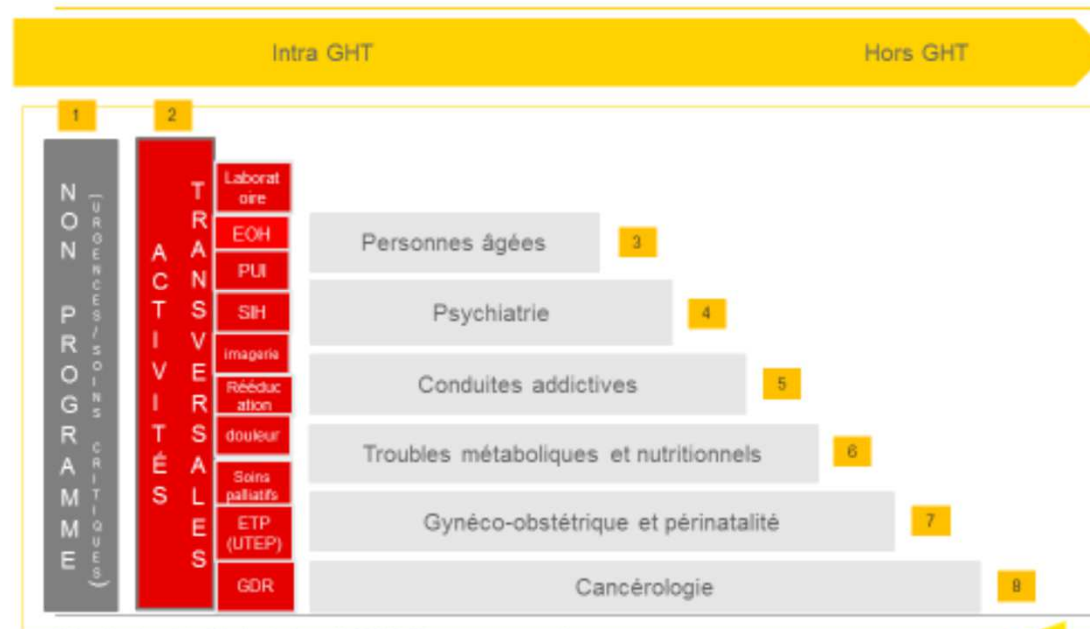 Intra GHT
Hors GHT
1
2
NON PROGRAMME
(URGENCES/SOINS CRITIQUES)
ACTIVITÉS
TRANSVERSALES
Laborat
oire
EOH
PUI
SIH
imagerie
Rééduc
ation
douleur
Soins
palliatifs
ETP
(UTEP)
GDR
Personnes âgées
3
Psychiatrie
4
Conduites addictives
5
Troubles métaboliques et nutritionnels
6
Gynéco-obstétrique et périnatalité
7
Cancérologie
8